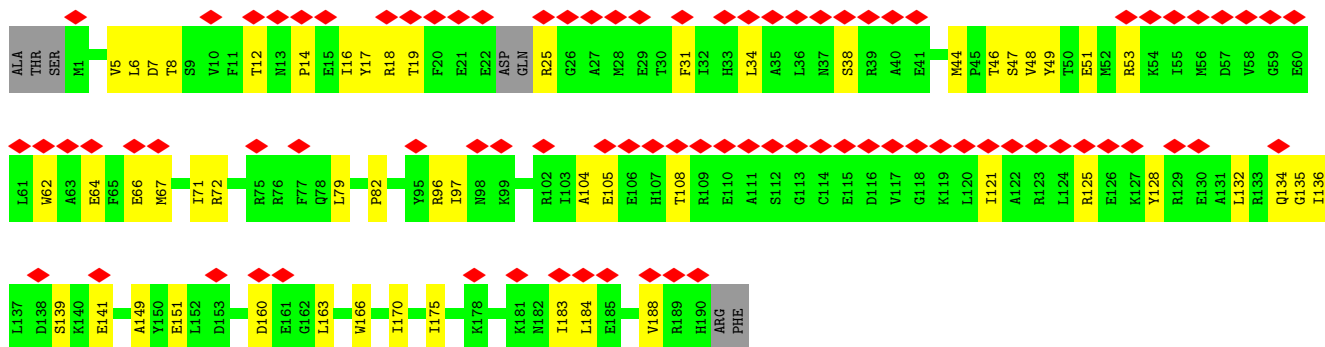 ALA THR SER M1 V5 L6 D7 T8 S9 V10 F11 T12 N13 P14 E15 I16 Y17 R18 T19 F20 E21 E22 ASP GLN R25 G26 A27 M28 E29 T30 F31 I32 H33 L34 A35 L36 N37 S38 R39 A40 E41 M44 P45 T46 S47 V48 Y49 T50 E51 M52 R53 K54 I55 M56 D57 V58 G59 E60
L61 W62 A63 E64 F65 E66 M67 I71 R72 R75 R76 F77 Q78 L79 P82 Y95 R96 I97 N98 K99 R102 I103 A104 E105 E106 H107 T108 R109 E110 A111 S112 G113 C114 E115 D116 V117 G118 K119 L120 I121 A122 R123 L124 R125 E126 K127 Y128 R129 E130 A131 L132 R133 Q134 G135 I136
L137 D138 S139 K140 E141 A149 Y150 E151 L152 D153 D160 E161 G162 L163 W166 I170 I175 K178 K181 N182 I183 L184 E185 V188 R189 H190 ARG PHE